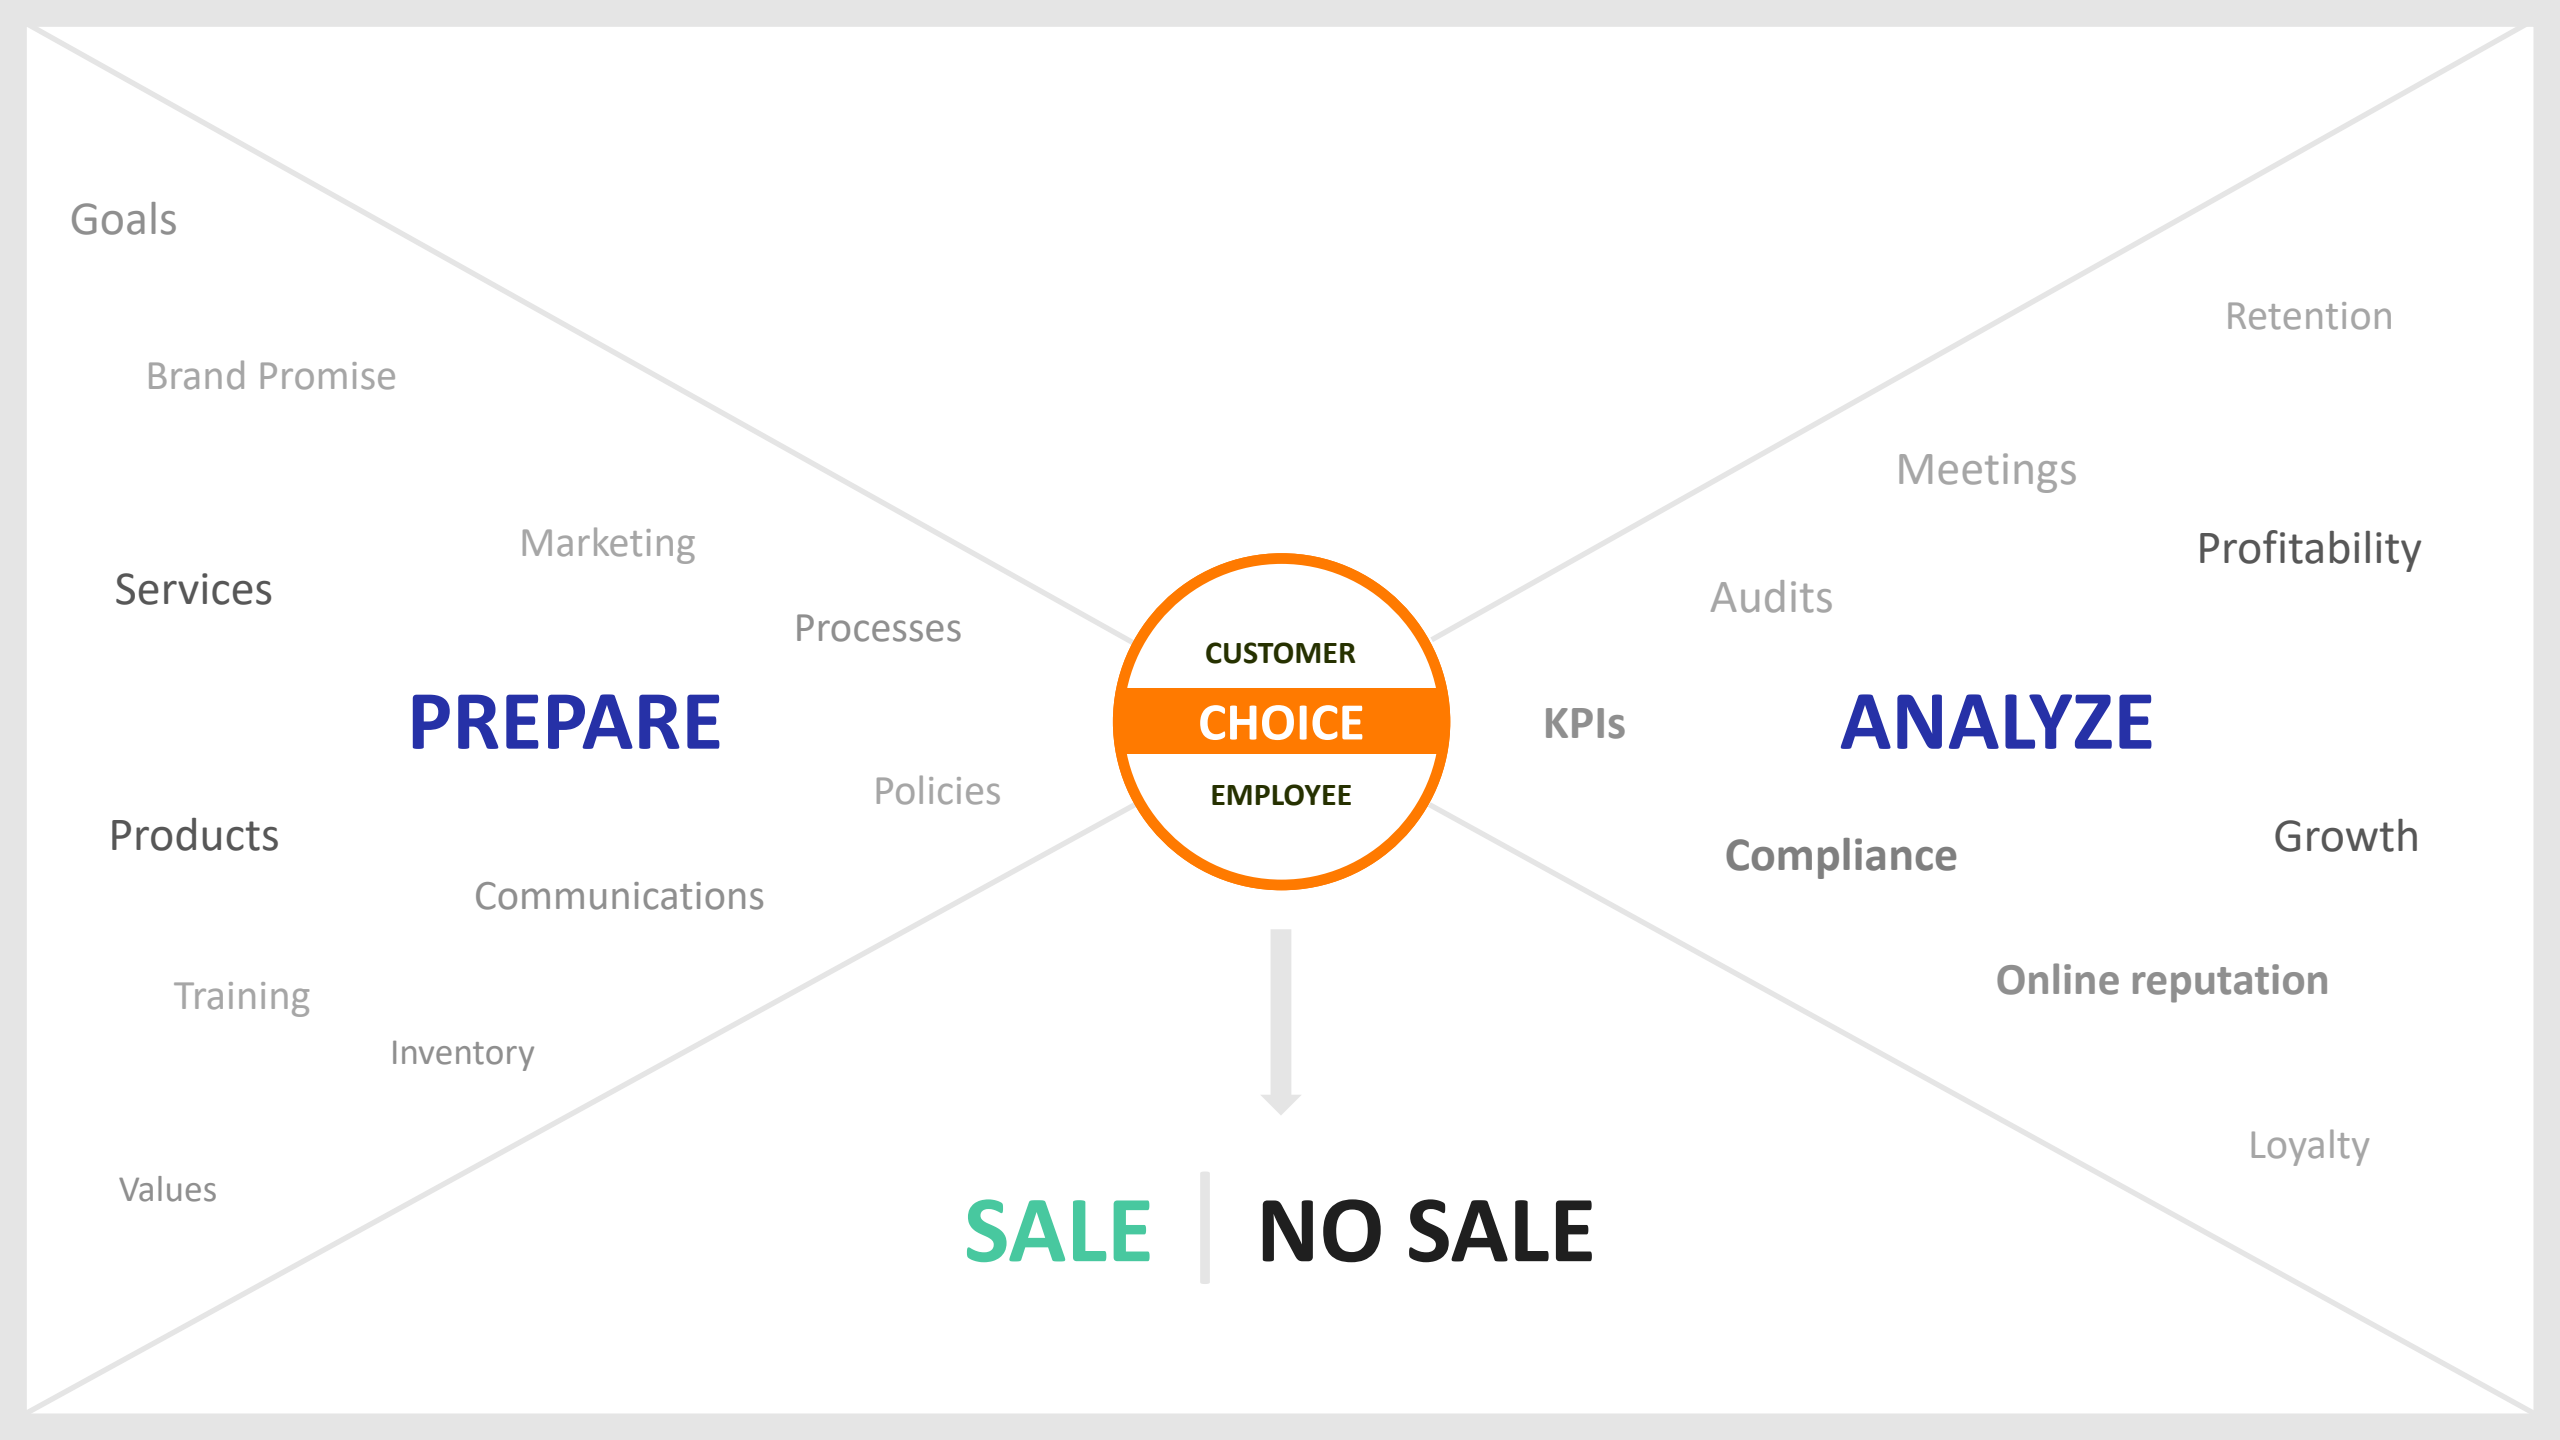 Goals
Brand Promise
Marketing
Services
Processes
PREPARE
Policies
Products
Communications
Training
Inventory
Values
CUSTOMER
CHOICE
EMPLOYEE
SALE
NO SALE
Retention
Meetings
Profitability
Audits
KPIs
ANALYZE
Growth
Compliance
Online reputation
Loyalty